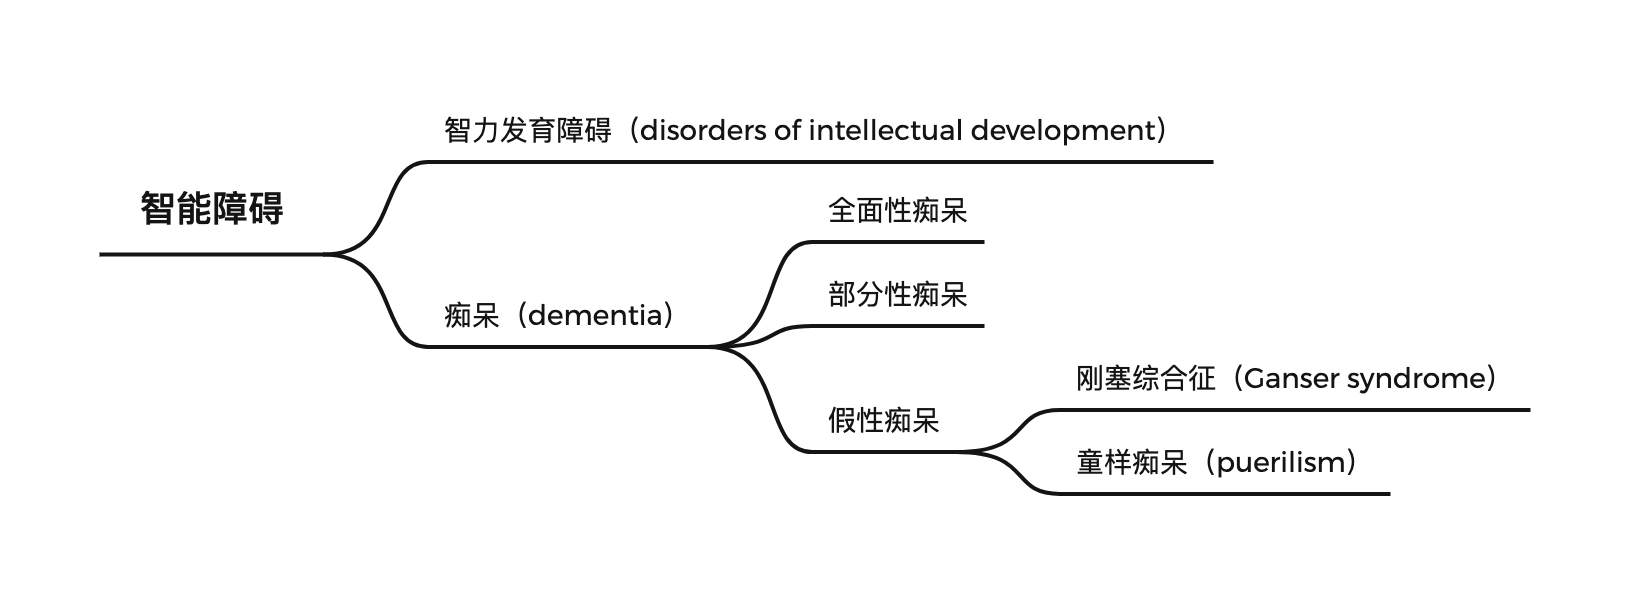 智能障碍
智力发育障碍（disorders of intellectual development）
痴呆（dementia）
全面性痴呆
部分性痴呆
假性痴呆
刚塞综合征（Ganser syndrome）
童样痴呆（puerilism）